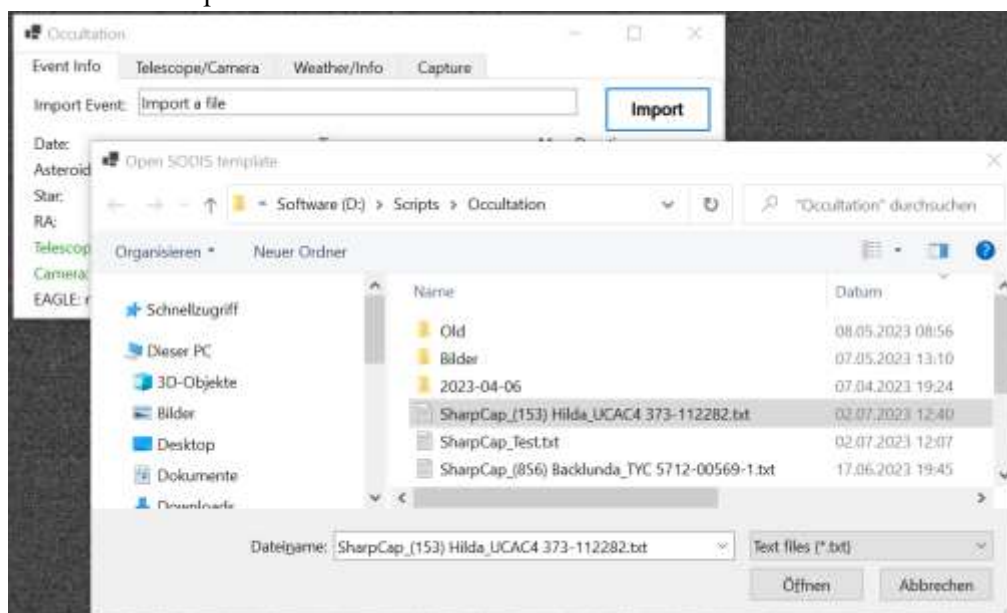 Occultation
Event Info Telescope/Camera Weather/Info Capture
Import Event: Import a file Import
Date:
Asteroid
Star:
RA:
Telescop
Camera:
EAGLE:
Open SODIS template
Software (D:) > Scripts > Occultation "Occultation" durchsuchen
Organisieren Neuer Ordner
Name Datum
Schnellzugriff
Old 08.05.2023 08:56
Dieser PC
Bilder 07.05.2023 13:10
3D-Objekte
2023-04-06 07.04.2023 19:24
Bilder
SharpCap_(153) Hilda_UCAC4 373-112282.txt 02.07.2023 12:40
Desktop
SharpCap_Test.txt 02.07.2023 12:07
Dokumente
SharpCap_(856) Backlunda_TYC 5712-00569-1.txt 17.06.2023 19:45
Downloads
Dateiname: SharpCap_(153) Hilda_UCAC4 373-112282.txt Text files (*.txt)
Öffnen Abbrechen